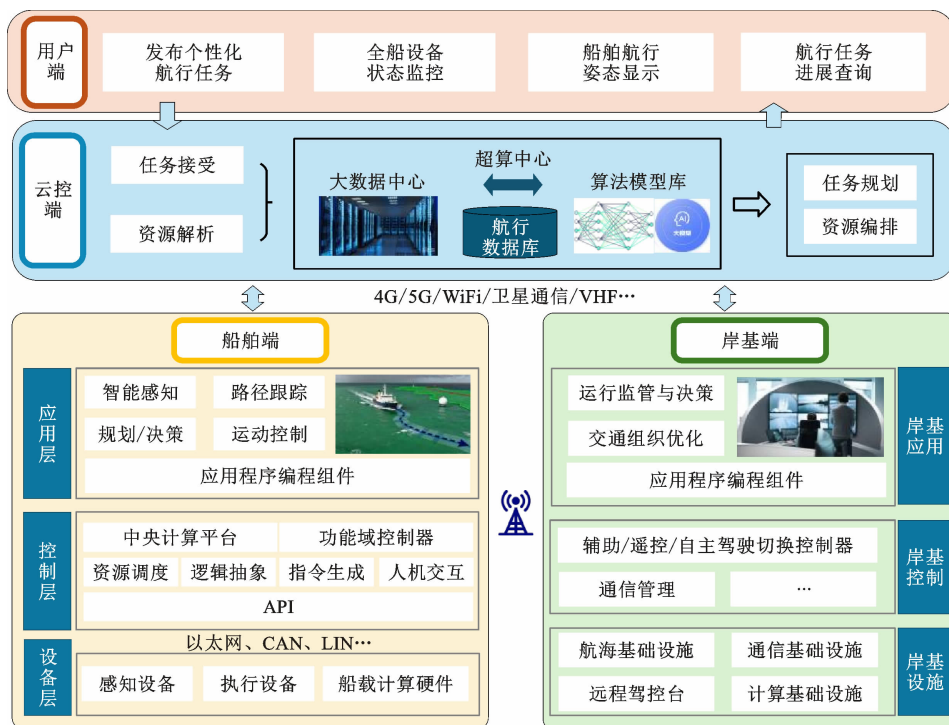 用户
端
发布个性化
航行任务
全船设备
状态监控
船舶航行
姿态显示
航行任务
进展查询
云控
端
任务接受
资源解析
大数据中心
超算中心
航行
数据库
算法模型库
AI
大模型
任务规划
资源编排
4G/5G/WiFi/卫星通信/VHF…
船舶端
应用层
智能感知
路径跟踪
规划/决策
运动控制
应用程序编程组件
控制层
中央计算平台
功能域控制器
资源调度
逻辑抽象
指令生成
人机交互
API
以太网、CAN、LIN…
设备层
感知设备
执行设备
船载计算硬件
岸基端
运行监管与决策
交通组织优化
应用程序编程组件
岸基
应用
辅助/遥控/自主驾驶切换控制器
通信管理
…
岸基
控制
航海基础设施
通信基础设施
远程驾控台
计算基础设施
岸基
设施